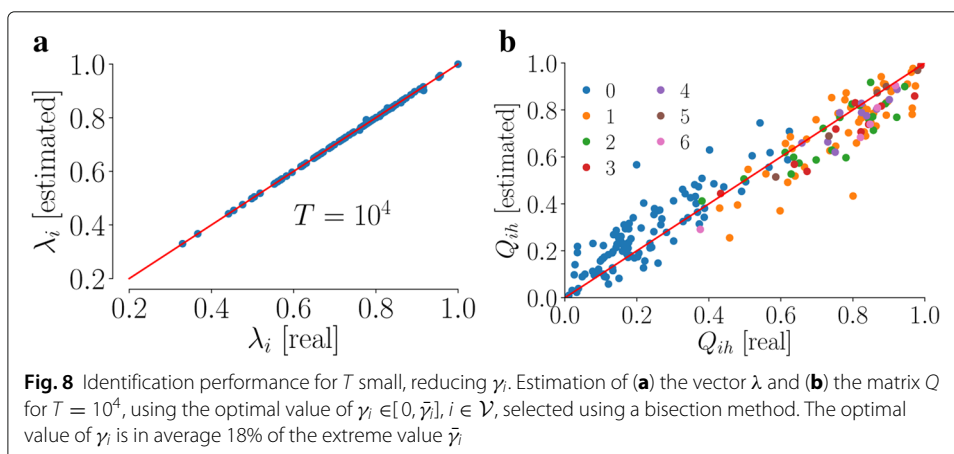 a
b
1.0
0.8
0.6
0.4
0.2
λi [estimated]
T = 10⁴
0.2 0.4 0.6 0.8 1.0
λi [real]
1.0
0.8
0.6
0.4
0.2
0.0
Qih [estimated]
0 4
1 5
2 6
3
0.0 0.2 0.4 0.6 0.8 1.0
Qih [real]
Fig. 8 Identification performance for T small, reducing γi. Estimation of (a) the vector λ and (b) the matrix Q
for T = 10⁴, using the optimal value of γi ∈[ 0, γ̄i], i ∈ 𝒱, selected using a bisection method. The optimal
value of γi is in average 18% of the extreme value γ̄i